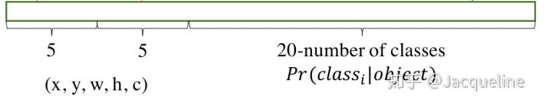 5 5 20-number of classes
(x, y, w, h, c) Pr(class_i|object)
知乎 @Jacqueline